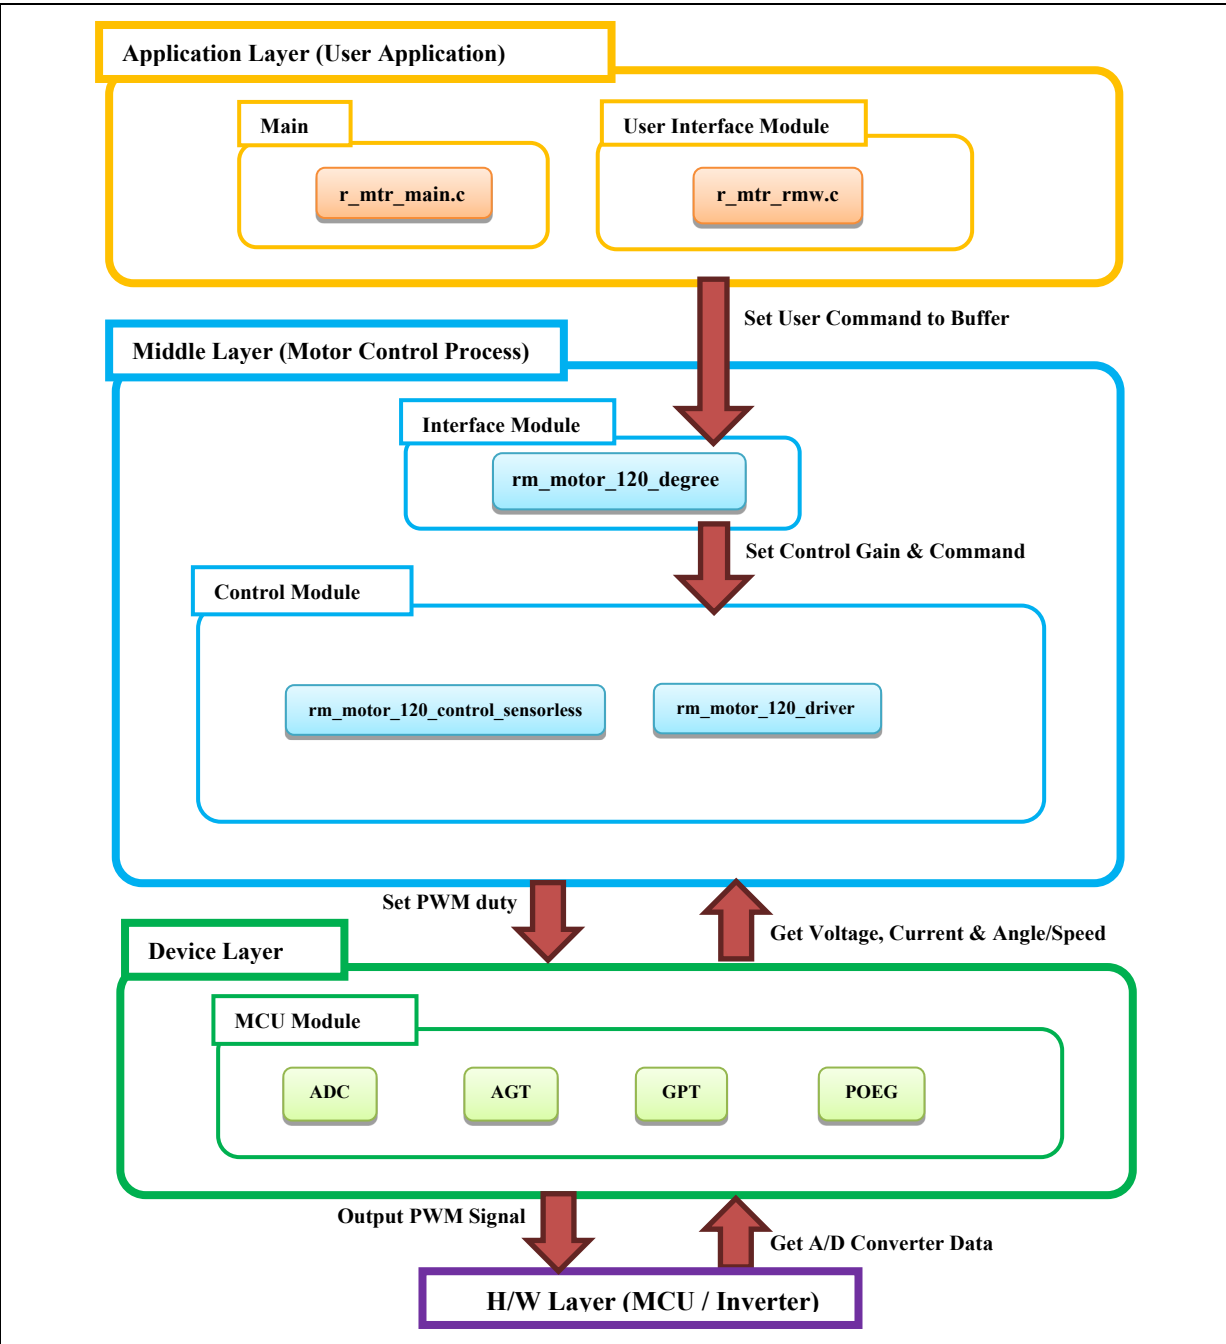 Application Layer (User Application)
Main
User Interface Module
r_mtr_main.c
r_mtr_rmw.c
Set User Command to Buffer
Middle Layer (Motor Control Process)
Interface Module
rm_motor_120_degree
Set Control Gain & Command
Control Module
rm_motor_120_control_sensorless
rm_motor_120_driver
Set PWM duty
Get Voltage, Current & Angle/Speed
Device Layer
MCU Module
ADC
AGT
GPT
POEG
Output PWM Signal
Get A/D Converter Data
H/W Layer (MCU / Inverter)